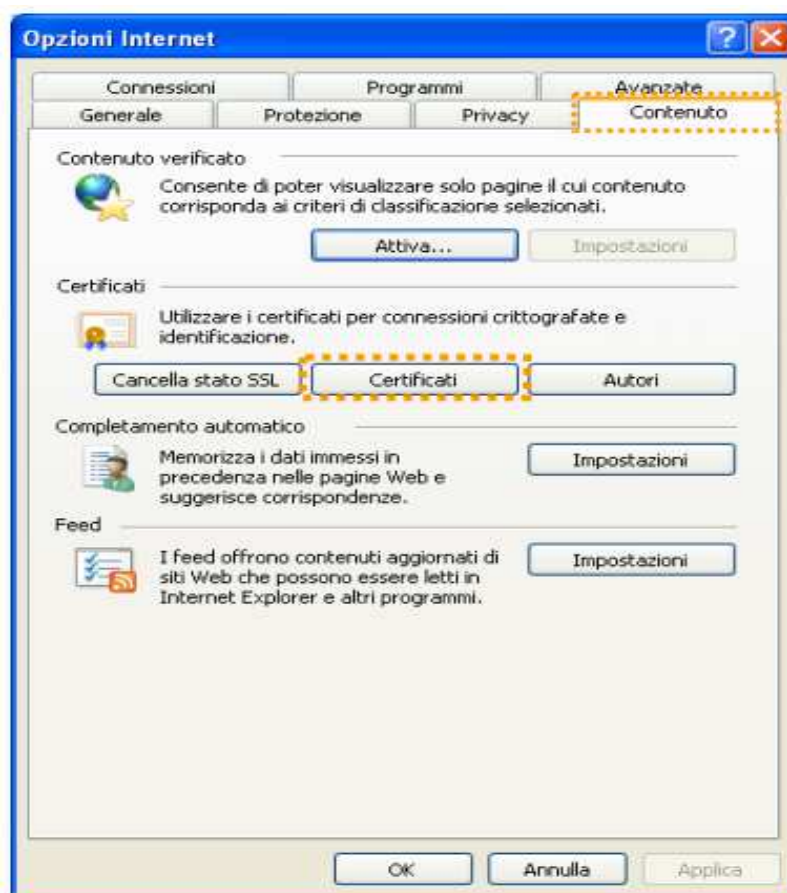 Opzioni Internet
Connessioni Programmi Avanzate
Generale Protezione Privacy Contenuto
Contenuto verificato
Consente di poter visualizzare solo pagine il cui contenuto
corrisponda ai criteri di classificazione selezionati.
Attiva... Impostazioni
Certificati
Utilizzare i certificati per connessioni crittografate e
identificazione.
Cancella stato SSL Certificati Autori
Completamento automatico
Memorizza i dati immessi in
precedenza nelle pagine Web e
suggerisce corrispondenze.
Impostazioni
Feed
I feed offrono contenuti aggiornati di
siti Web che possono essere letti in
Internet Explorer e altri programmi.
Impostazioni
OK Annulla Applica